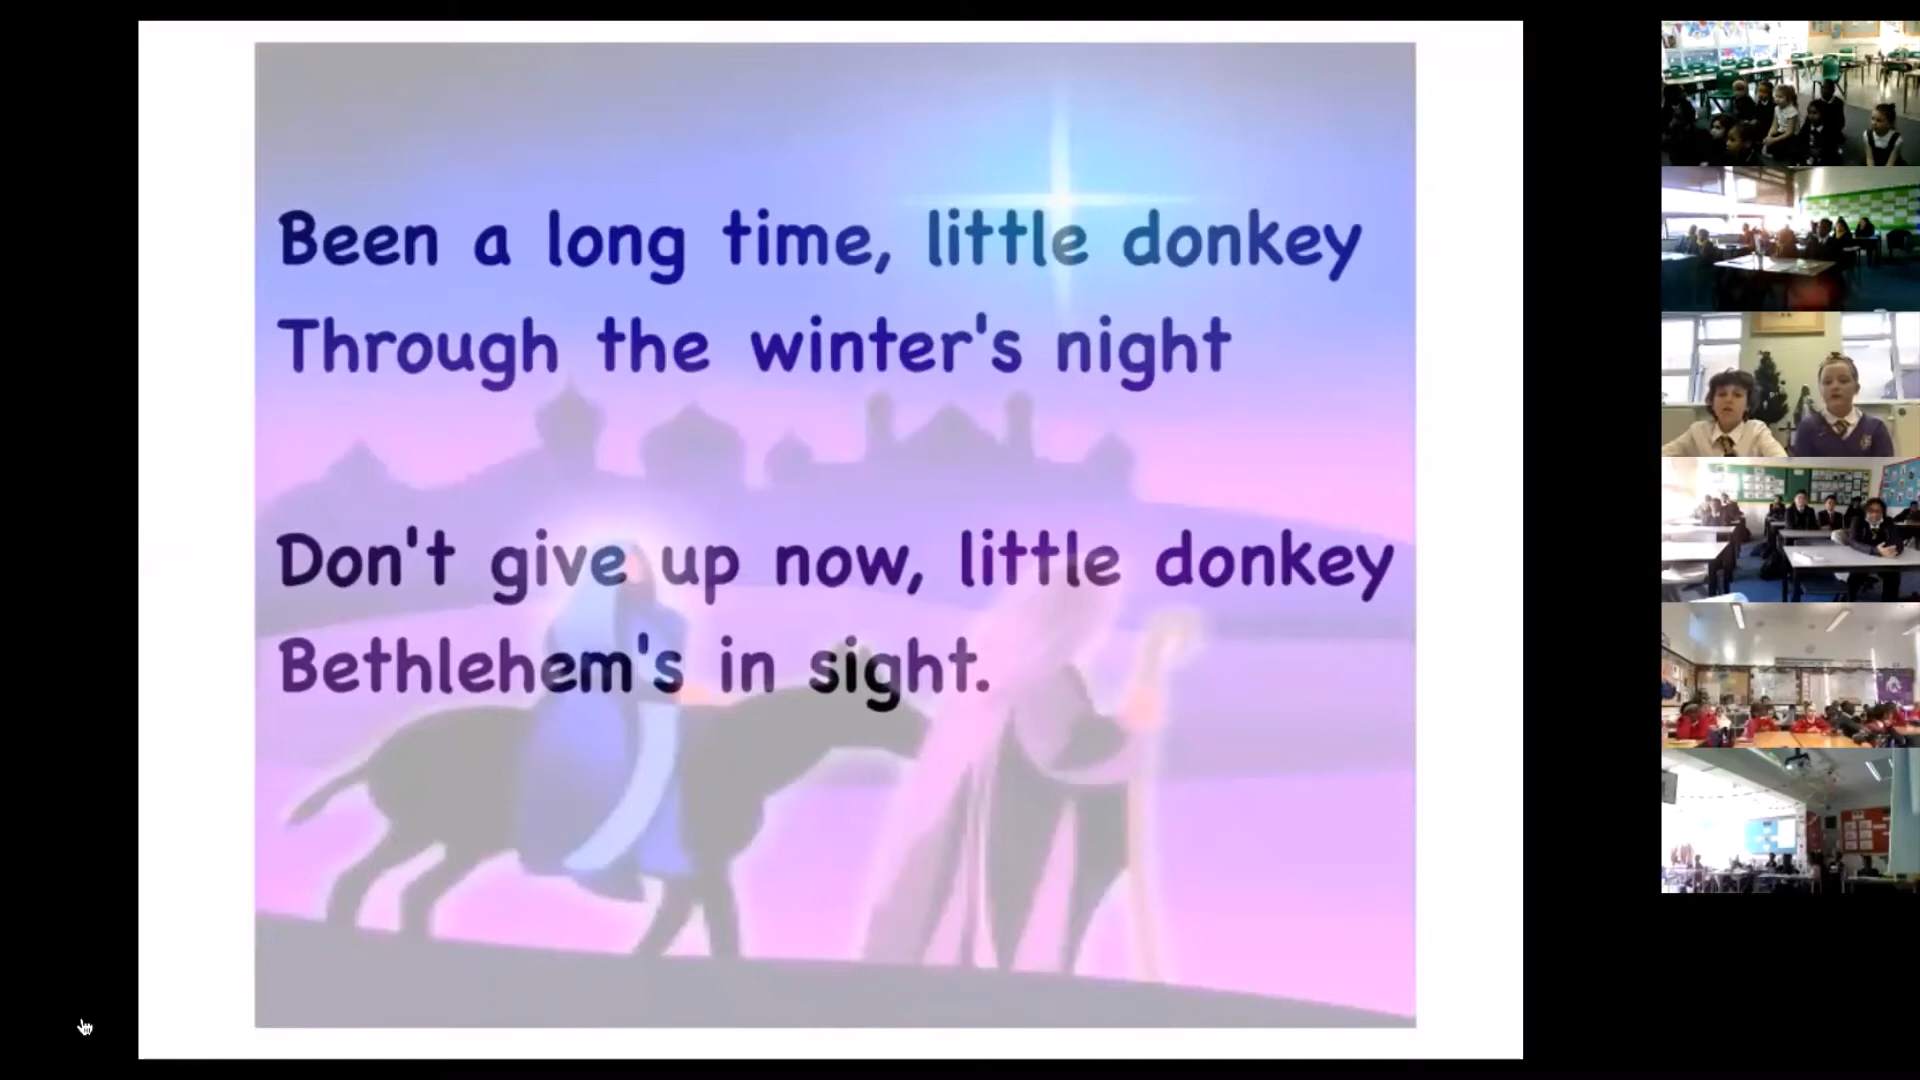 Been a long time, little donkey
Through the winter's night
Don't give up now, little donkey
Bethlehem's in sight.